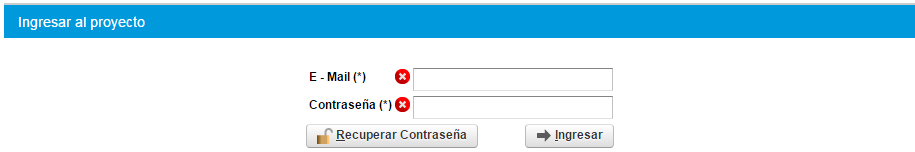 Ingresar al proyecto
E - Mail (*)
Contraseña (*)
Recuperar Contraseña Ingresar